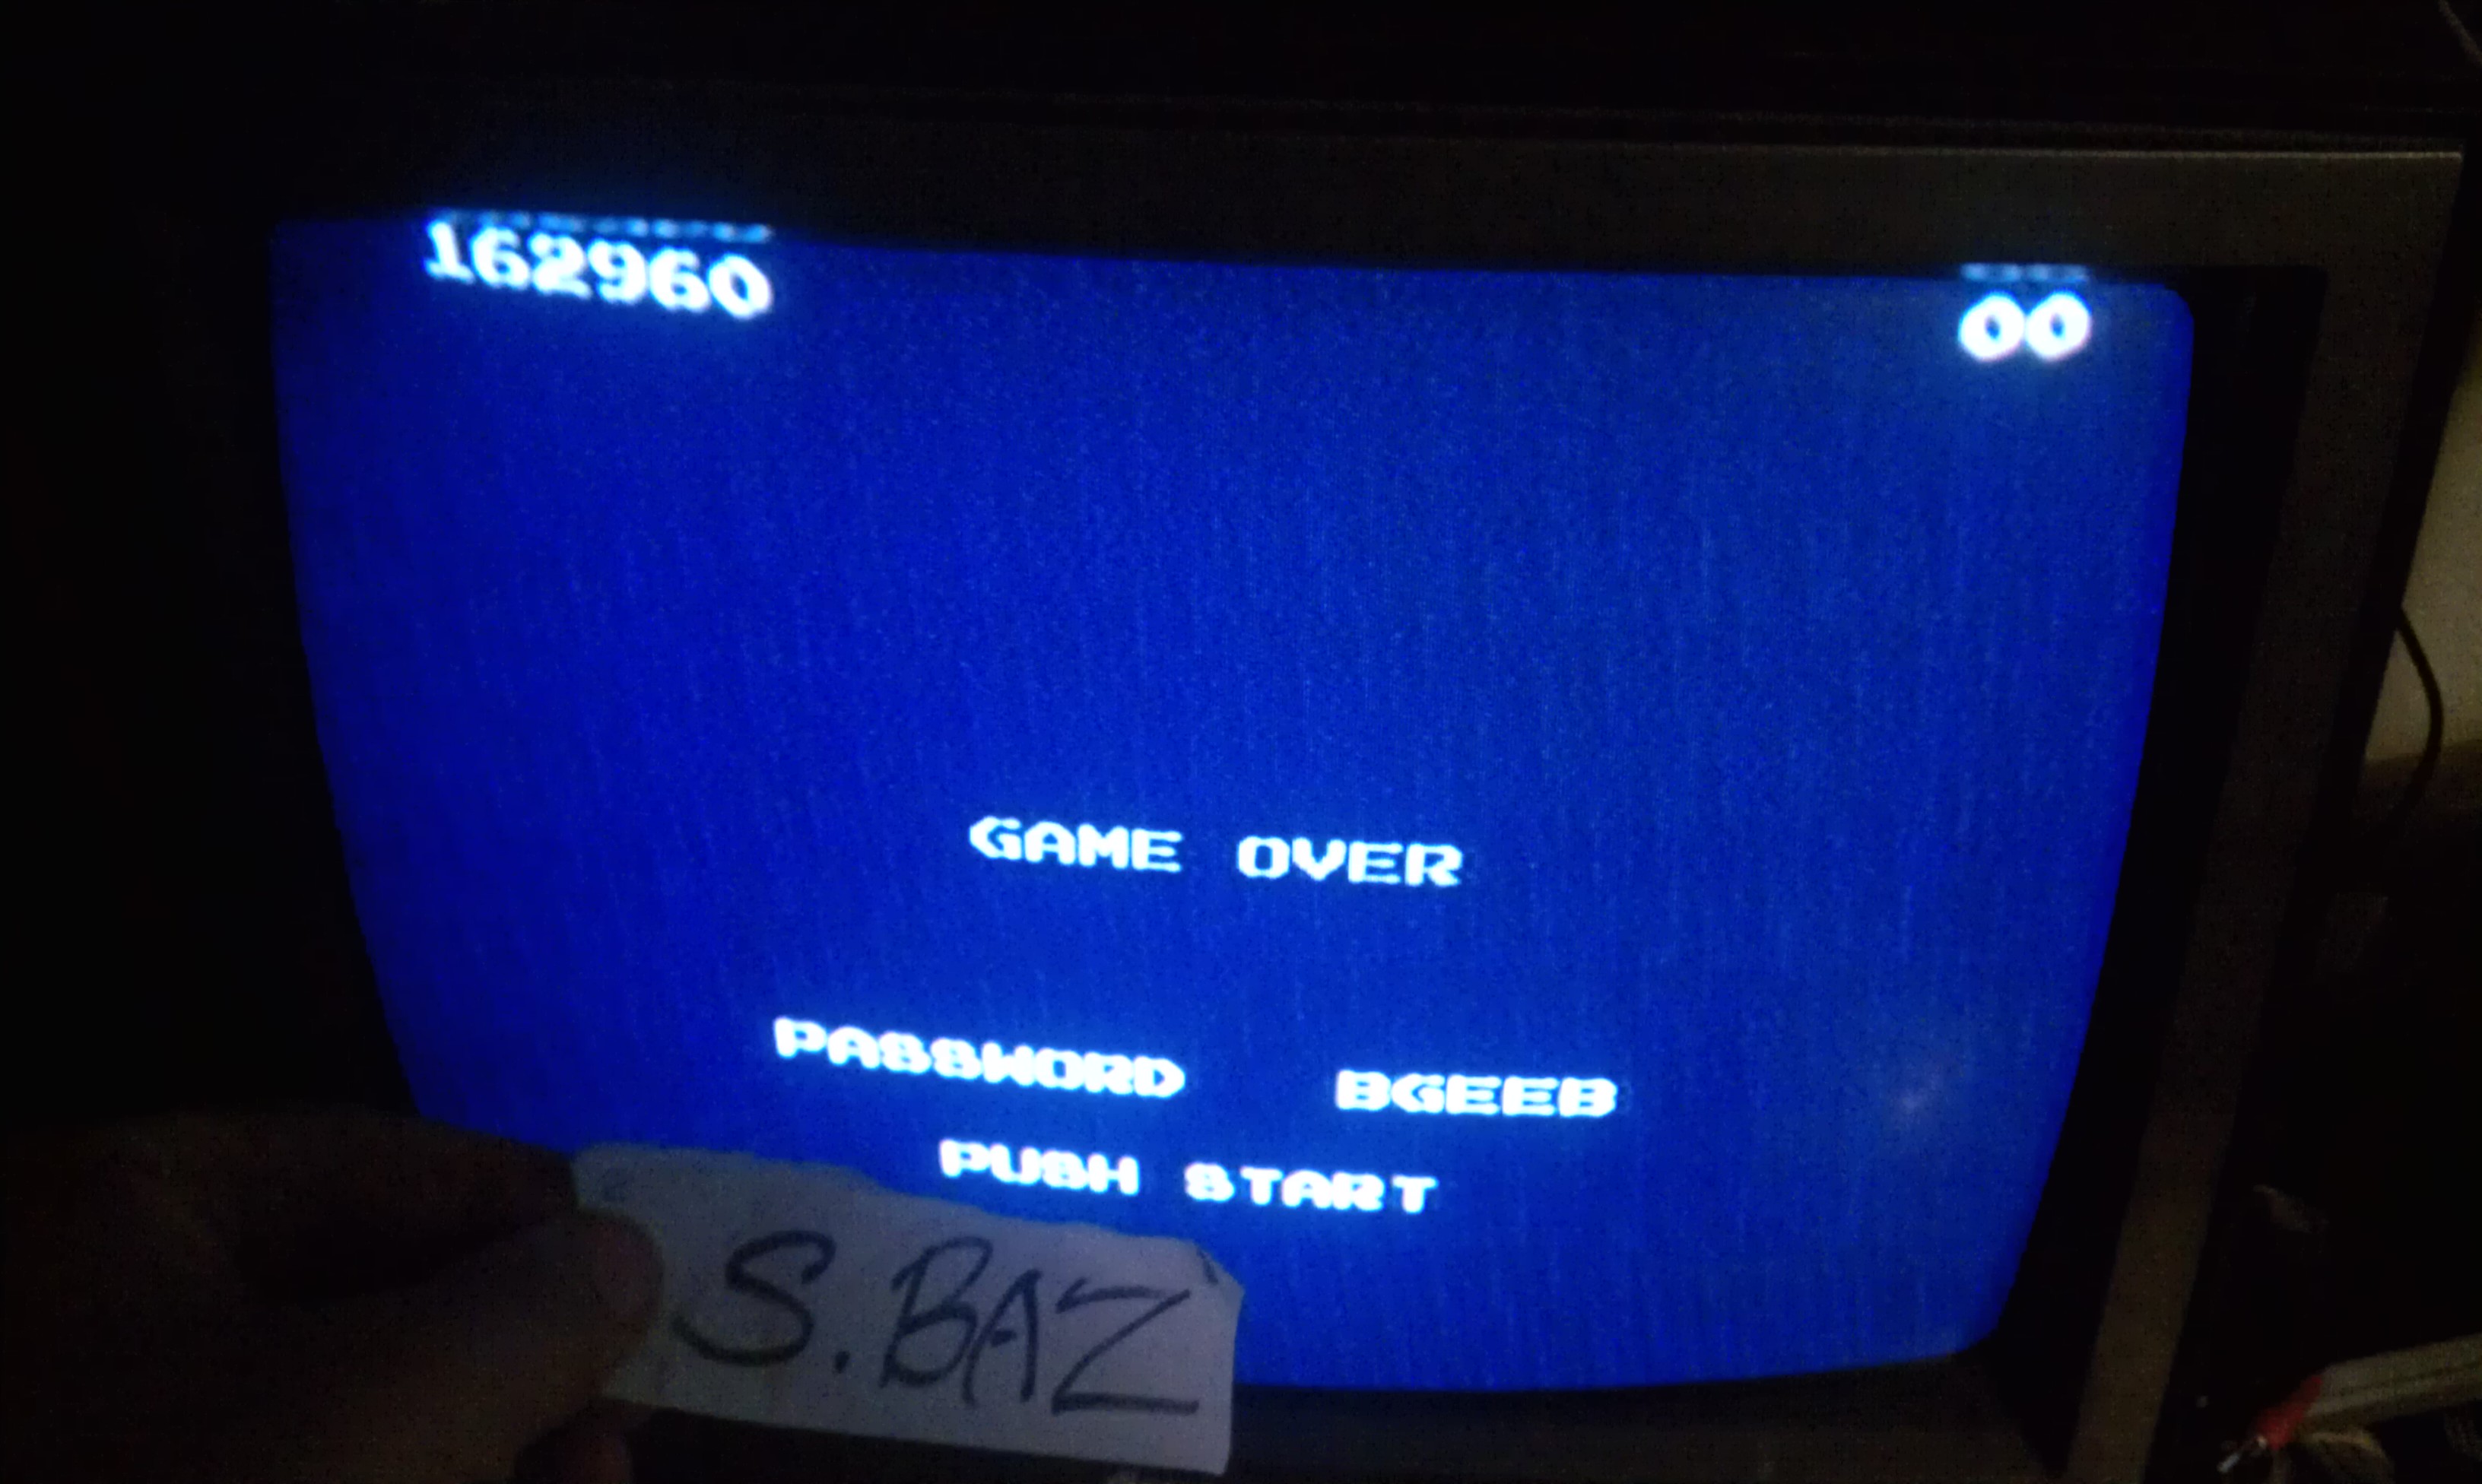 162960
00
GAME OVER
PASSWORD BGEEB
PUSH START
S.BAZ